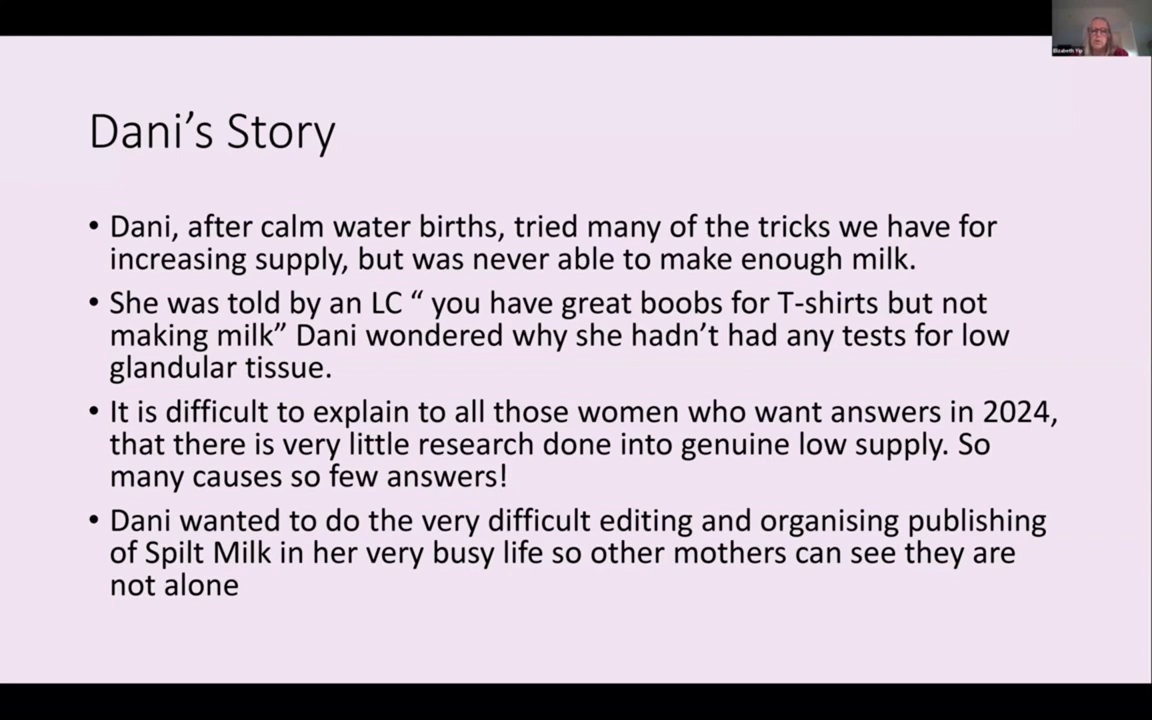 Elizabeth Yip
Dani’s Story
• Dani, after calm water births, tried many of the tricks we have for
increasing supply, but was never able to make enough milk.
• She was told by an LC “ you have great boobs for T-shirts but not
making milk” Dani wondered why she hadn’t had any tests for low
glandular tissue.
• It is difficult to explain to all those women who want answers in 2024,
that there is very little research done into genuine low supply. So
many causes so few answers!
• Dani wanted to do the very difficult editing and organising publishing
of Spilt Milk in her very busy life so other mothers can see they are
not alone